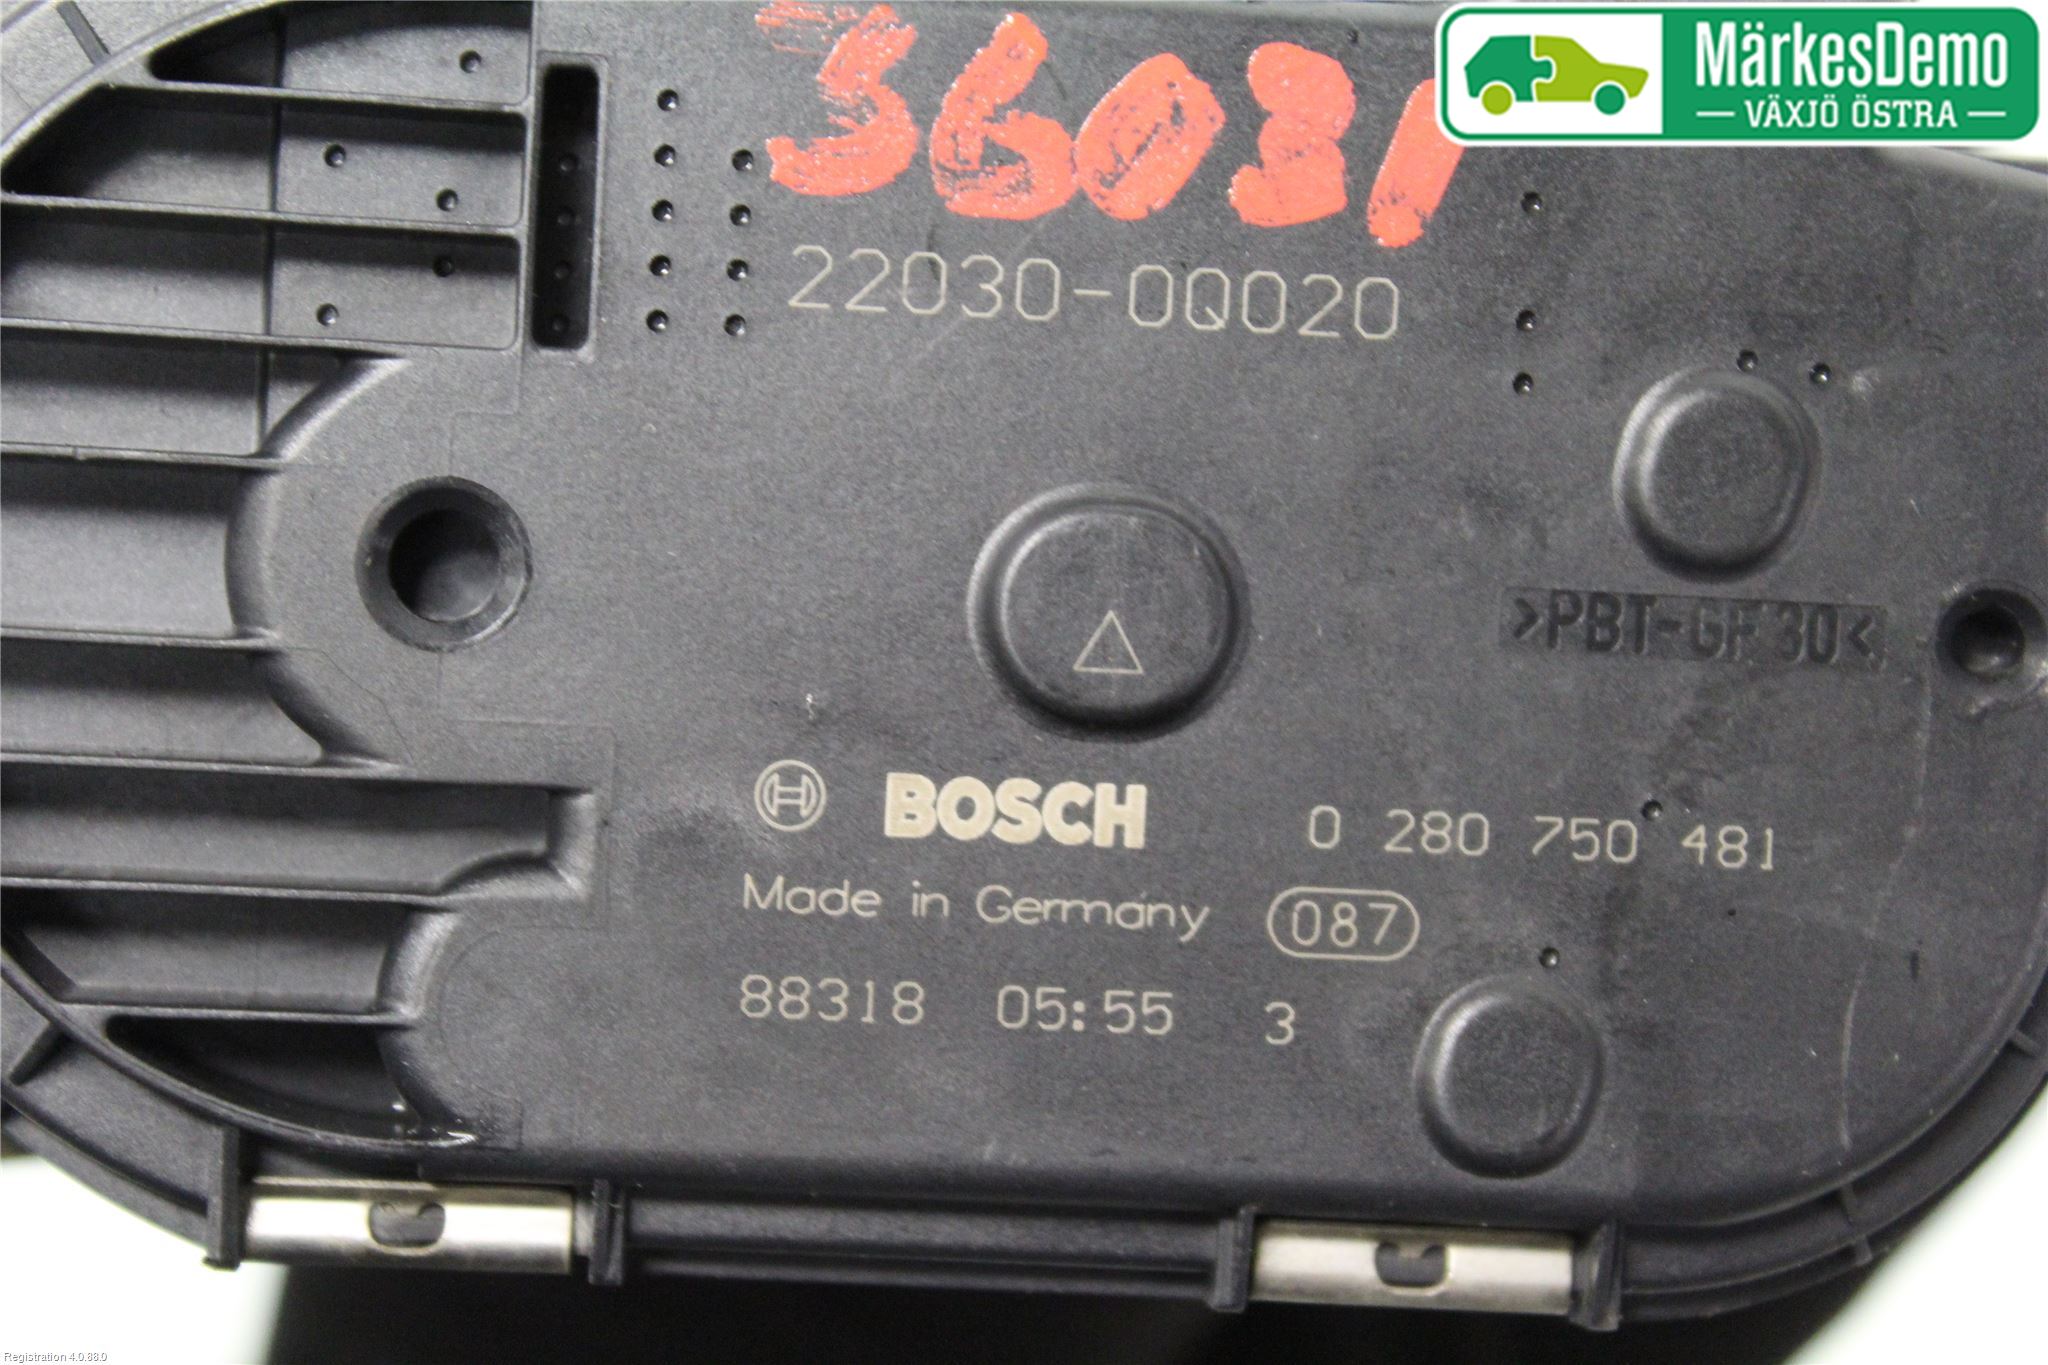 MärkesDemo
VÄXJÖ ÖSTRA
36031
22030-0Q020
>PBT-GF30<
BOSCH 0 280 750 481
Made in Germany 087
88318 05:55 3
Registration 4.0.88.0